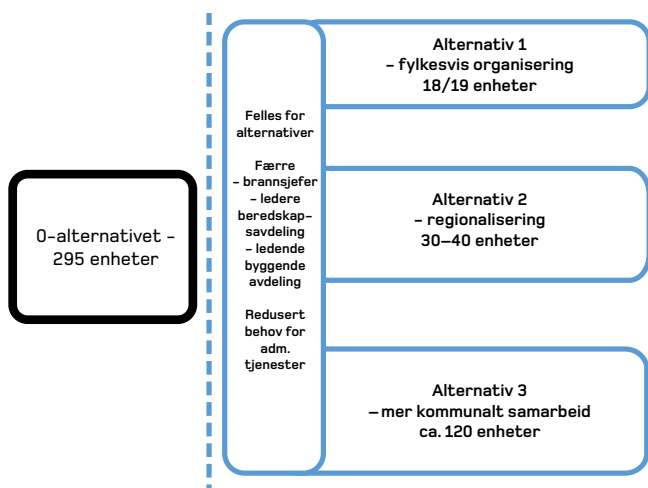 0-alternativet –
295 enheter
Felles for
alternativer
Færre
– brannsjefer
– ledere
beredskap-
savdeling
– ledende
byggende
avdeling
Redusert
behov for
adm.
tjenester
Alternativ 1
– fylkesvis organisering
18/19 enheter
Alternativ 2
– regionalisering
30–40 enheter
Alternativ 3
– mer kommunalt samarbeid
ca. 120 enheter